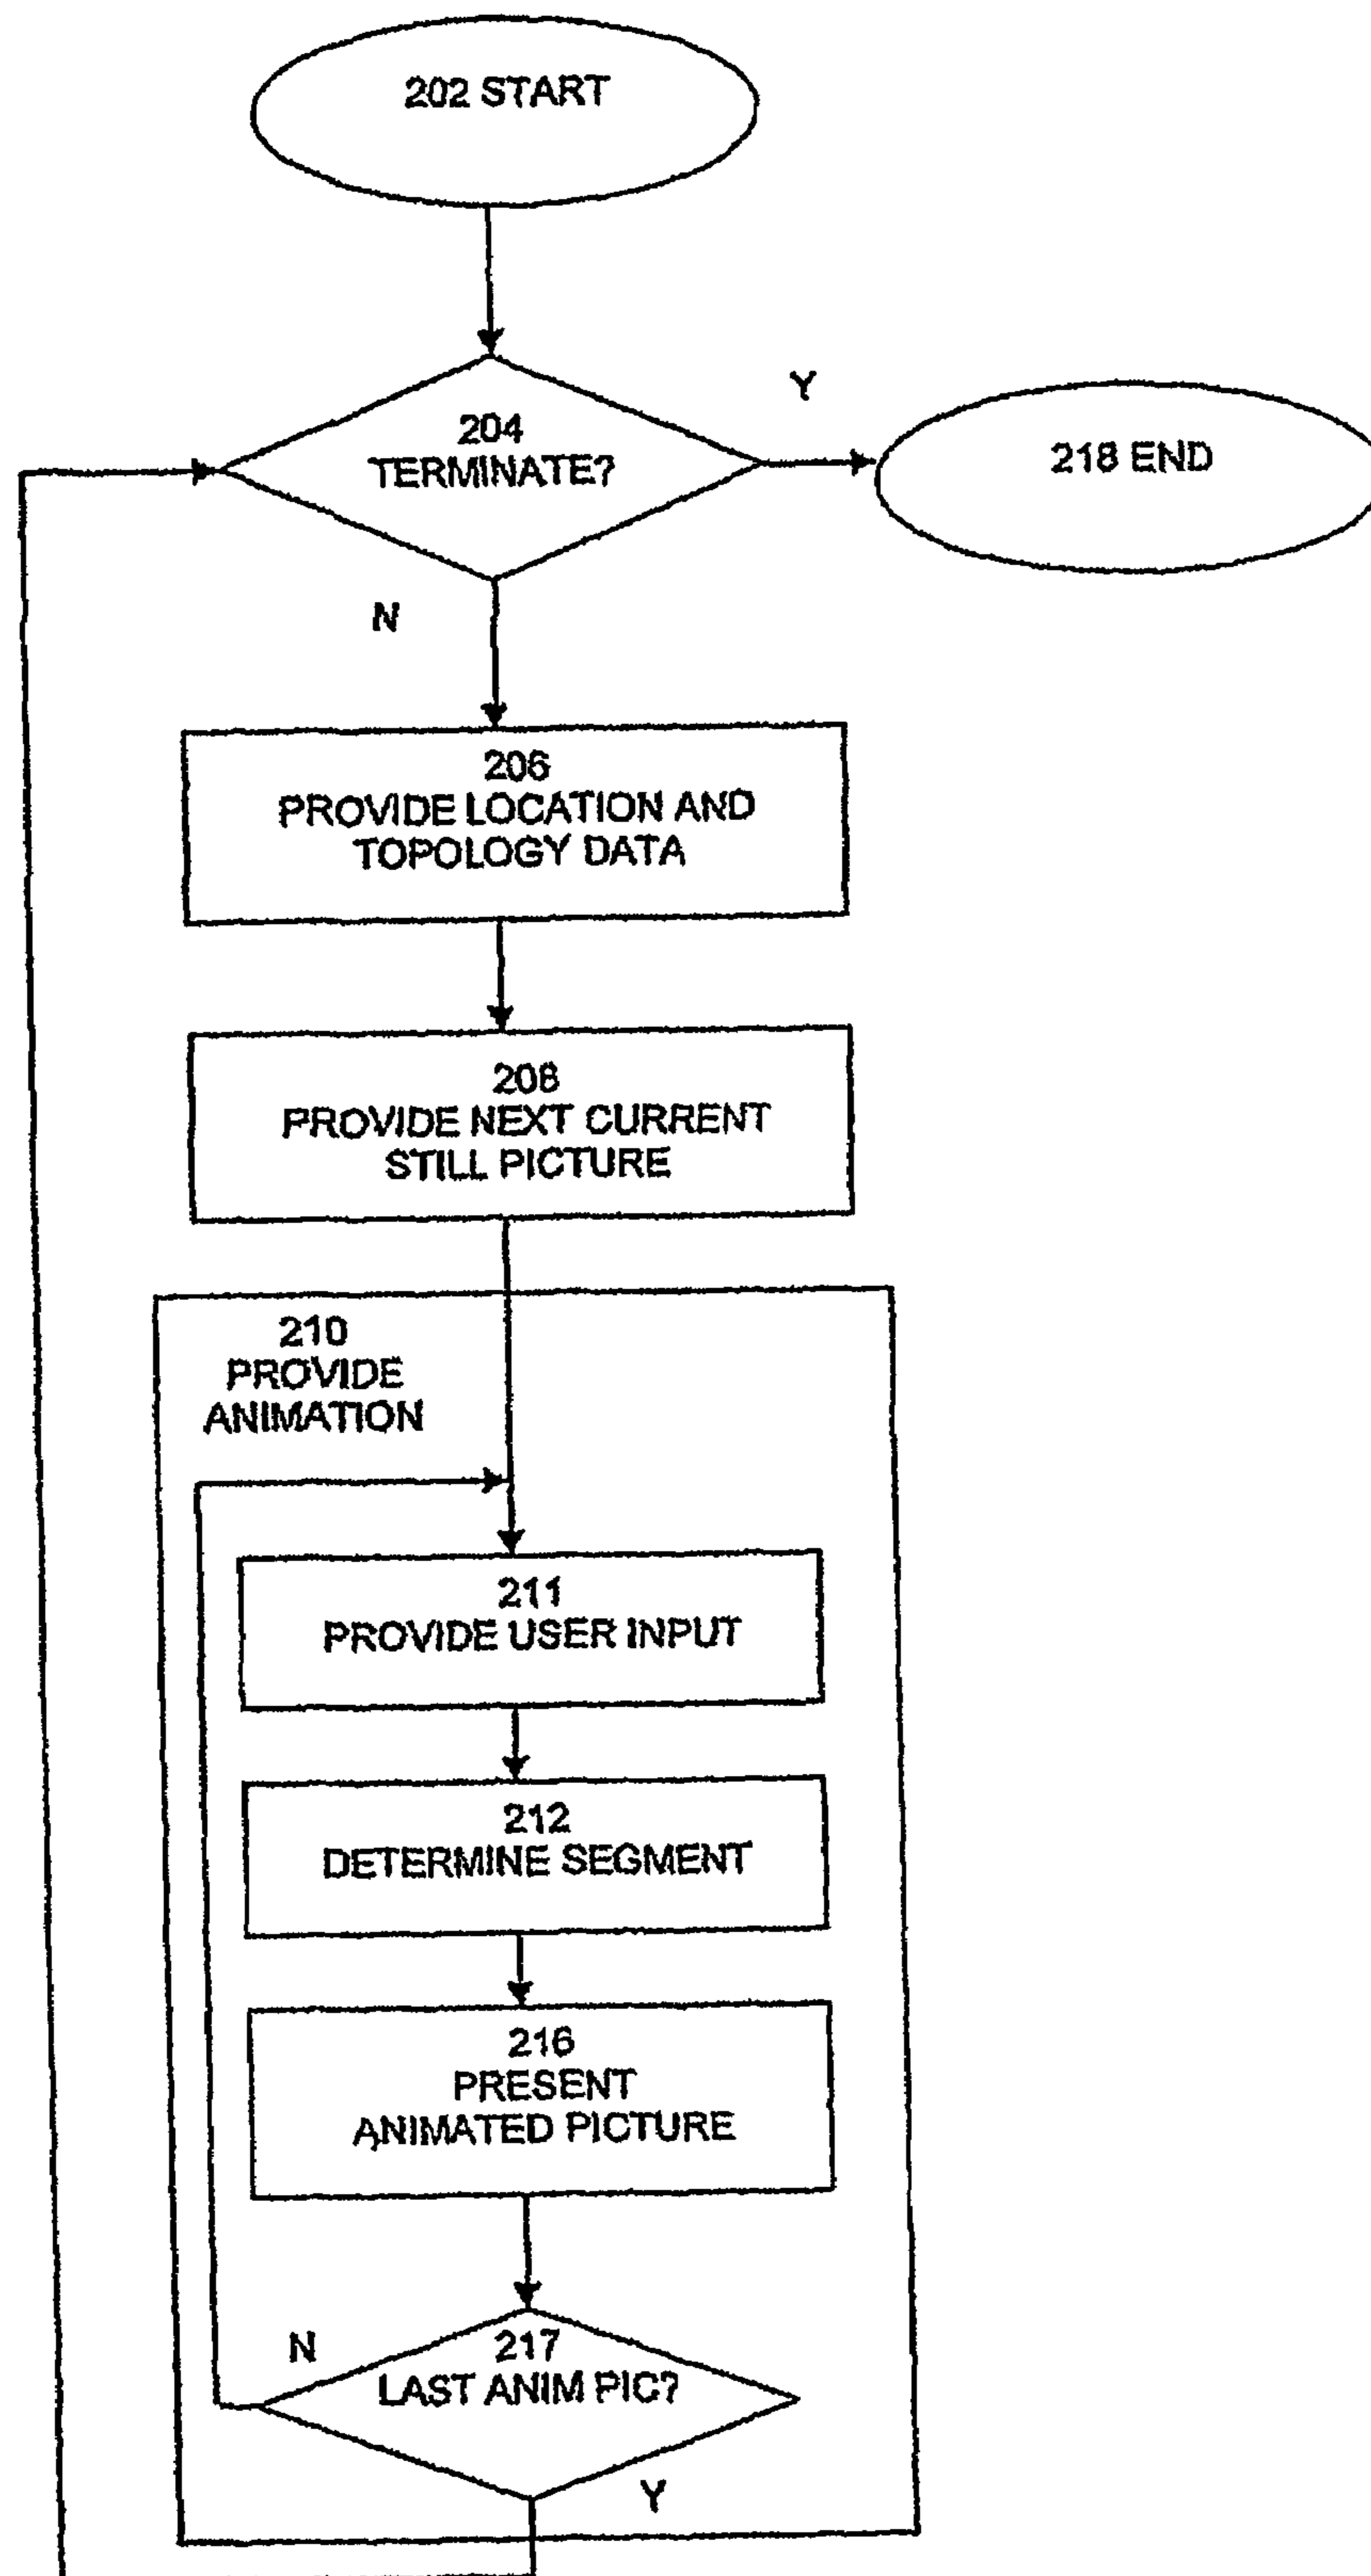 202 START
204
TERMINATE?
Y
218 END
N
206
PROVIDE LOCATION AND
TOPOLOGY DATA
208
PROVIDE NEXT CURRENT
STILL PICTURE
210
PROVIDE
ANIMATION
211
PROVIDE USER INPUT
212
DETERMINE SEGMENT
216
PRESENT
ANIMATED PICTURE
N
217
LAST ANIM PIC?
Y